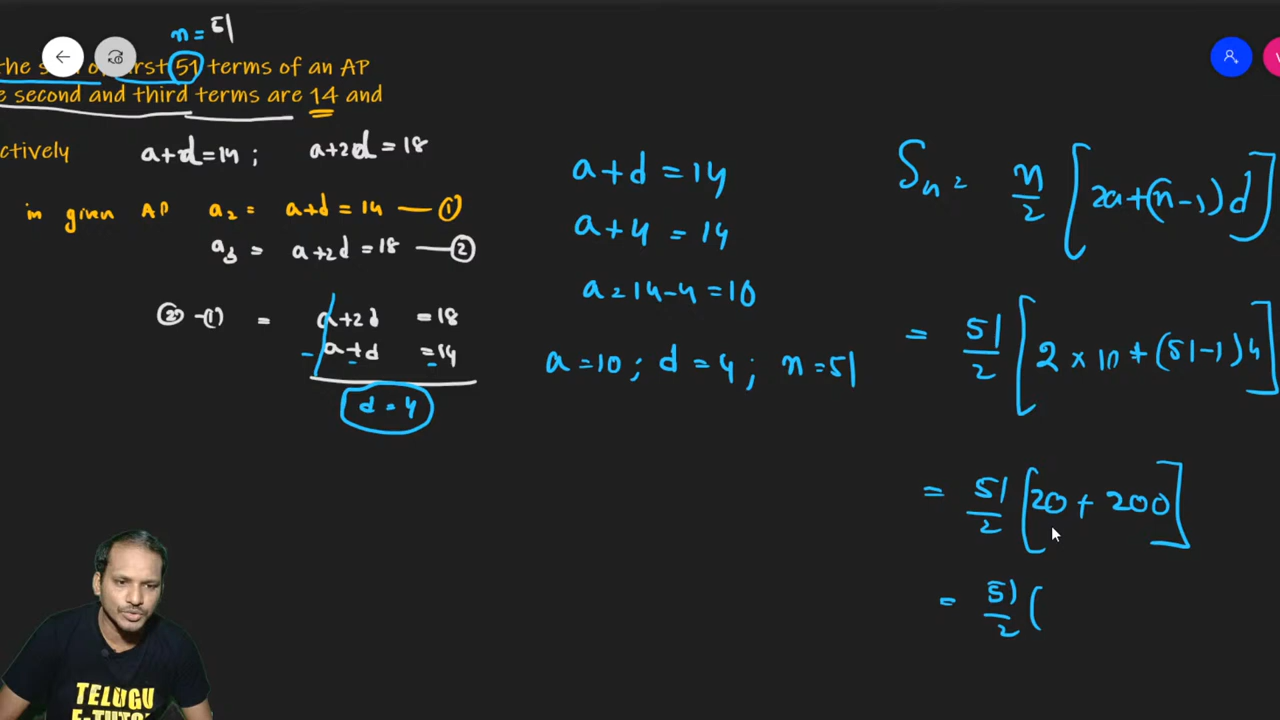 n = 51
the s o irst 51 terms of an AP
e second and third terms are 14 and
ctively
a+d=14 ; a+2d=18
in given AP a₂ = a+d = 14 — ①
a₃ = a+2d = 18 — ②
② - ① = a+2d = 18
- a+d = 14
- -
d = 4
a+d = 14
a+4 = 14
a = 14-4 = 10
a = 10 ; d = 4 ; n = 51
Sₙ = n/2 [2a+(n-1)d]
= 51/2 [2 × 10 + (51-1)4]
= 51/2 [20 + 200]
= 51/2 (
TELUGU
E-TUTO